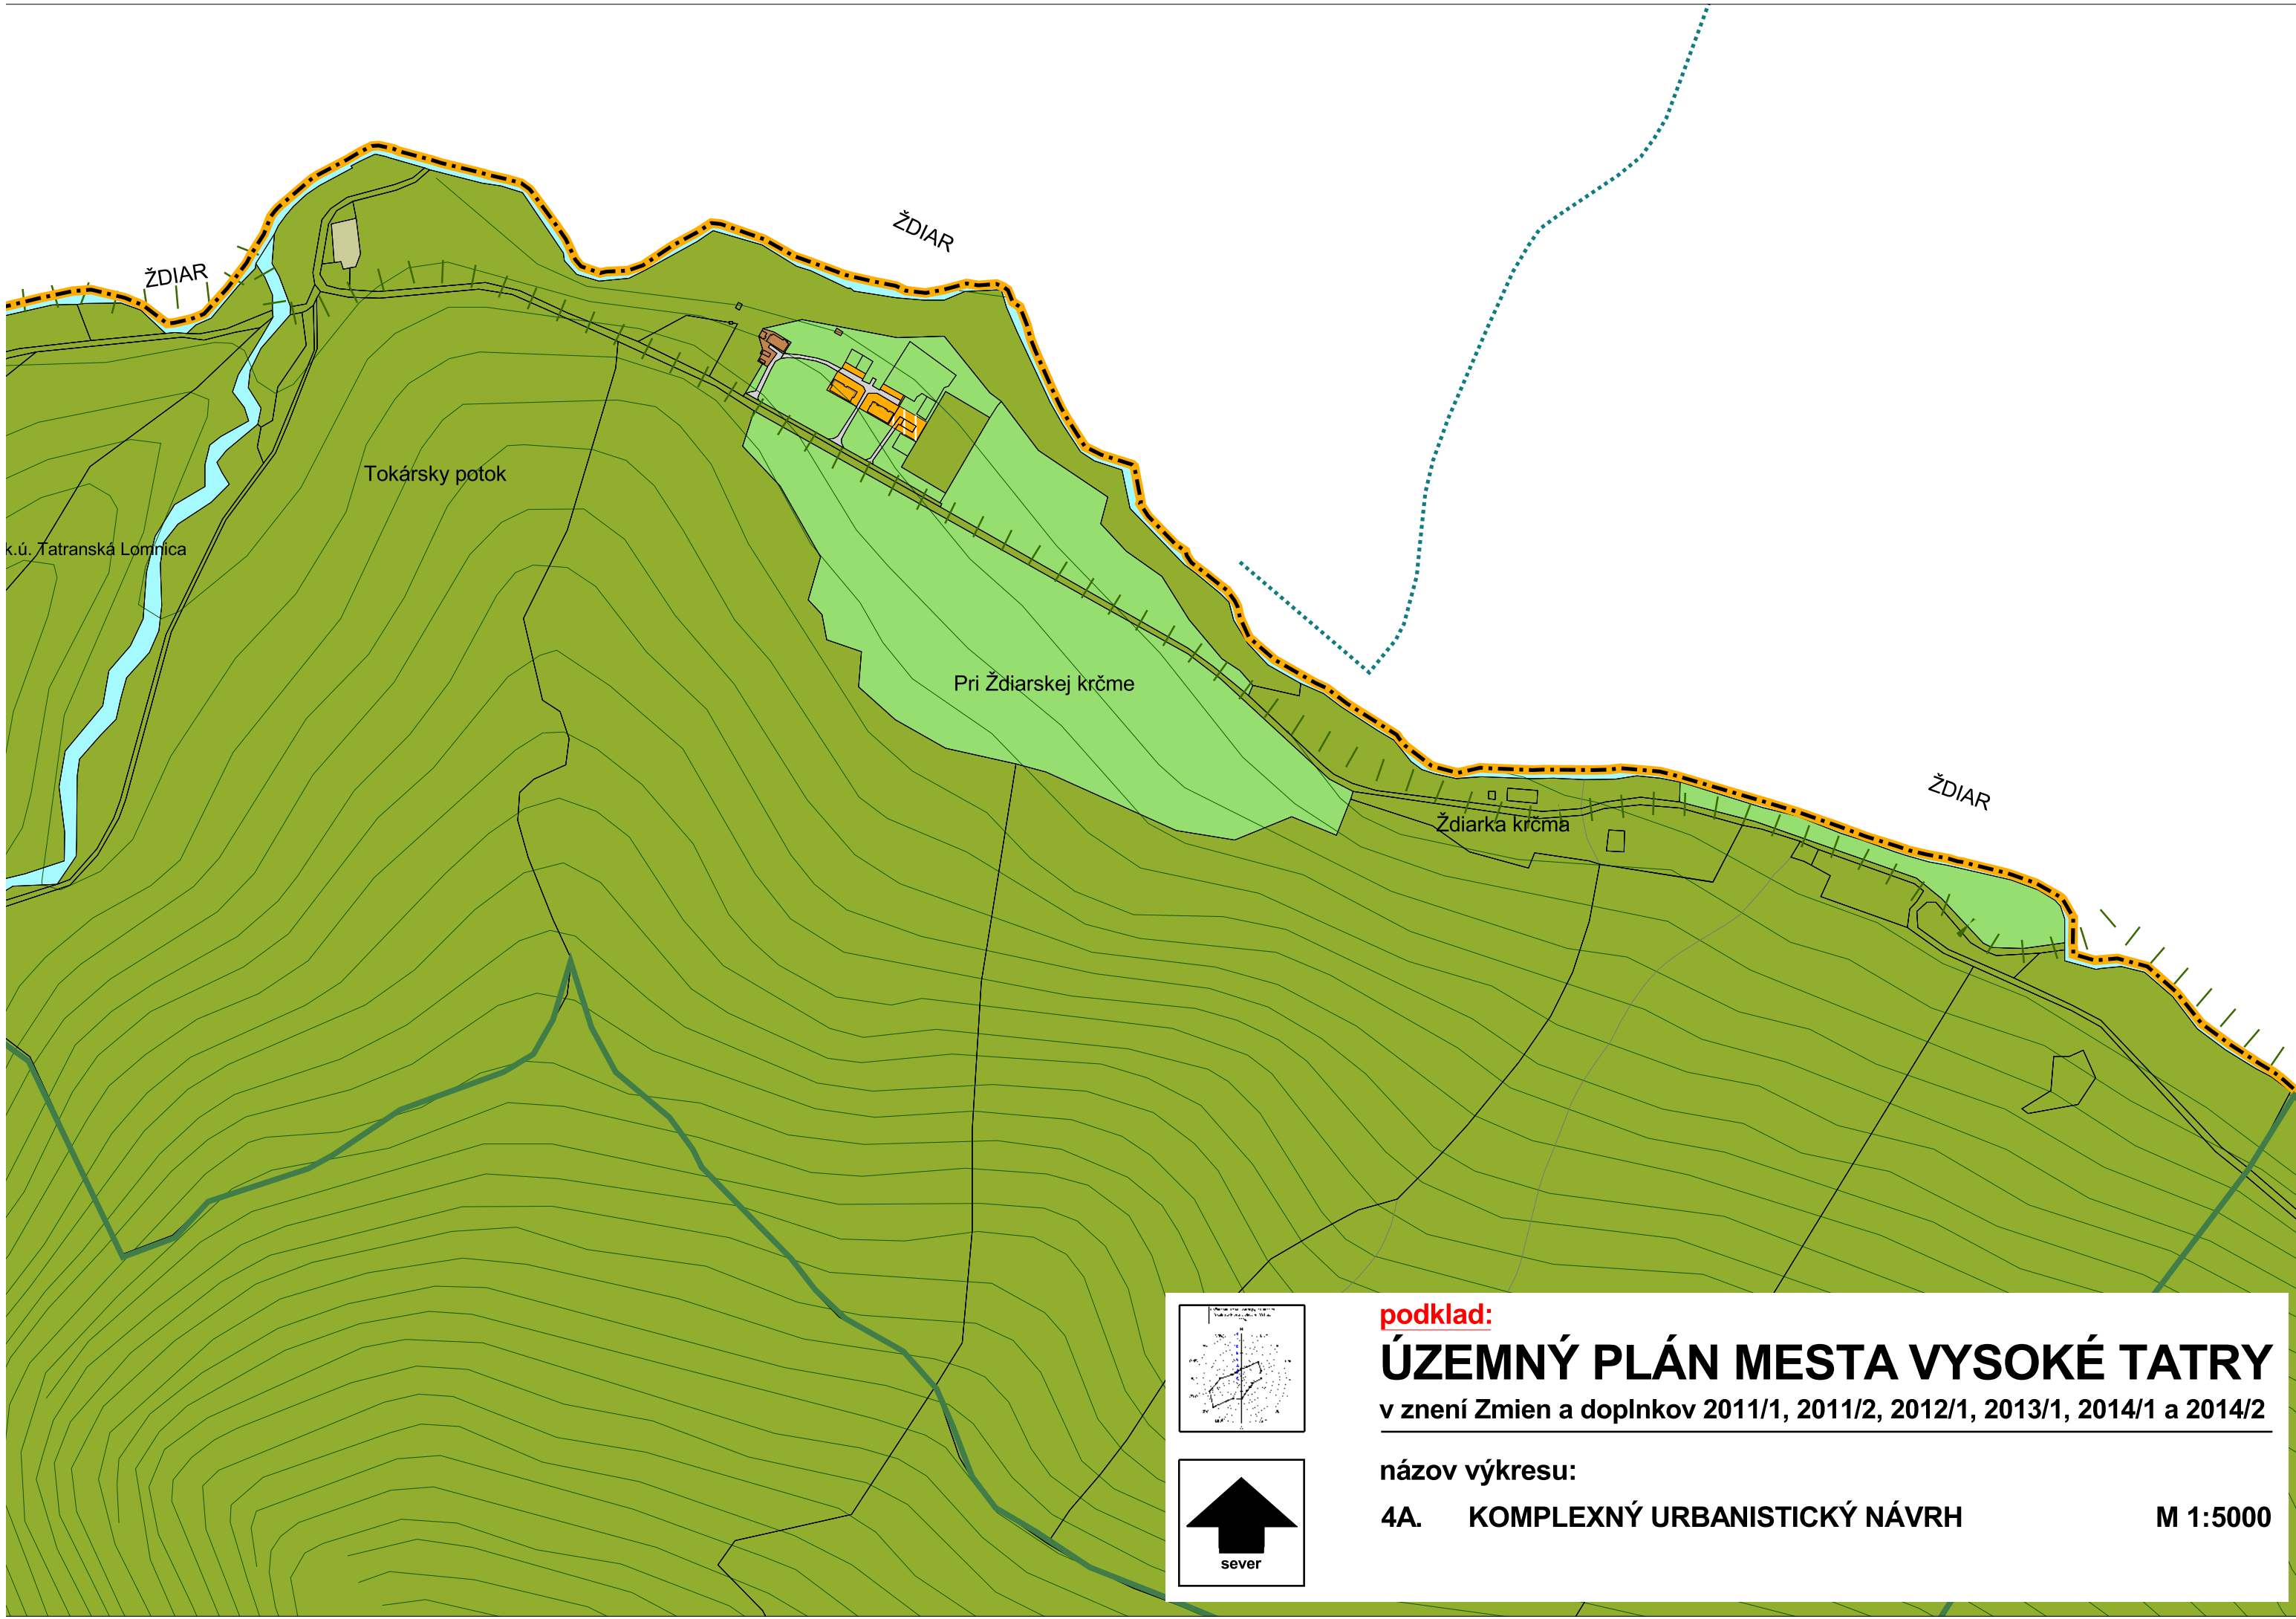 ŽDIAR
ŽDIAR
Tokársky potok
k.ú. Tatranská Lomnica
Pri Ždiarskej krčme
ŽDIAR
Ždiarka krčma
podklad:
ÚZEMNÝ PLÁN MESTA VYSOKÉ TATRY
v znení Zmien a doplnkov 2011/1, 2011/2, 2012/1, 2013/1, 2014/1 a 2014/2
názov výkresu:
4A. KOMPLEXNÝ URBANISTICKÝ NÁVRH M 1:5000
sever